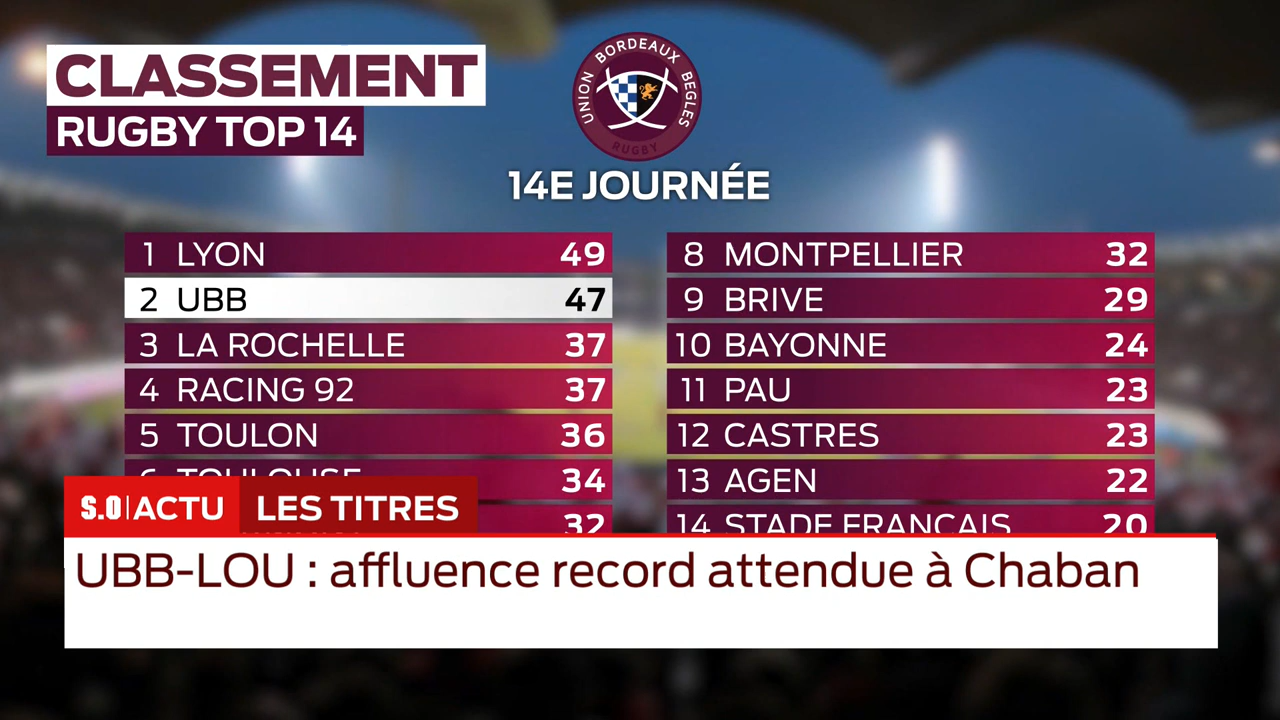 CLASSEMENT
RUGBY TOP 14
UNION BORDEAUX BEGLES
RUGBY
14E JOURNÉE
1 LYON 49
2 UBB 47
3 LA ROCHELLE 37
4 RACING 92 37
5 TOULON 36
6 TOULOUSE 34
32
8 MONTPELLIER 32
9 BRIVE 29
10 BAYONNE 24
11 PAU 23
12 CASTRES 23
13 AGEN 22
14 STADE FRANÇAIS 20
S.O|ACTU LES TITRES
UBB-LOU : affluence record attendue à Chaban